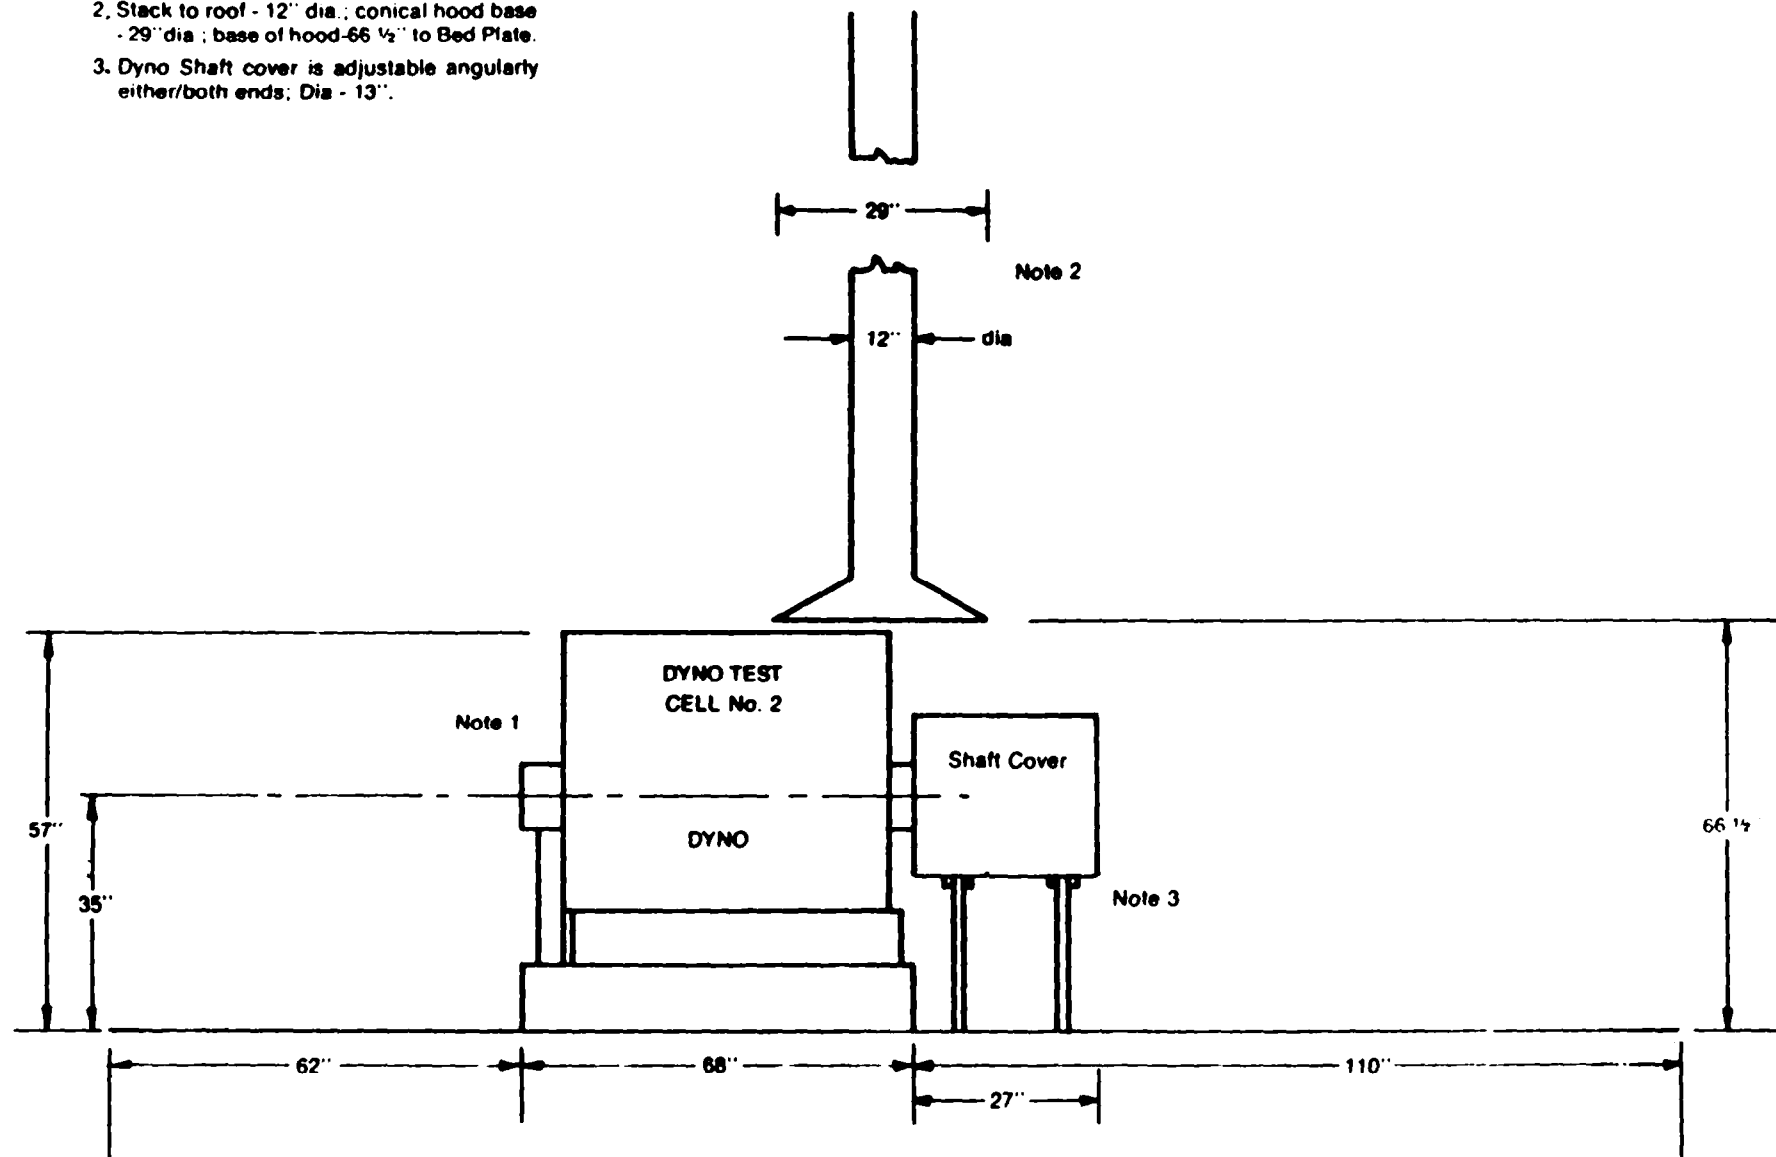 2. Stack to roof - 12" dia.; conical hood base
- 29" dia ; base of hood-66 ½" to Bed Plate.
3. Dyno Shaft cover is adjustable angularly
either/both ends; Dia - 13".
29"
Note 2
12" dia
DYNO TEST
CELL No. 2
Note 1
Shaft Cover
57"
DYNO
66 ½
35"
Note 3
62"
68"
110"
27"